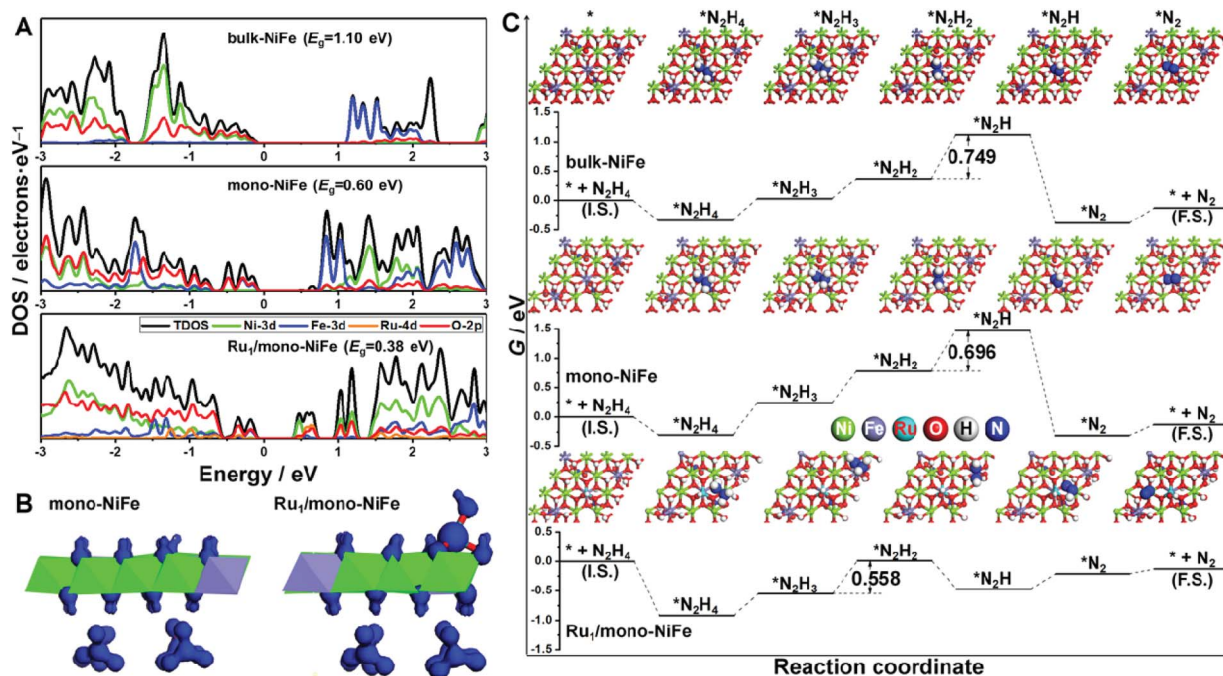 A
bulk-NiFe (Eg=1.10 eV)
-3 -2 -1 0 1 2 3
mono-NiFe (Eg=0.60 eV)
-3 -2 -1 0 1 2 3
TDOS Ni-3d Fe-3d Ru-4d O-2p
Ru1/mono-NiFe (Eg=0.38 eV)
-3 -2 -1 0 1 2 3
DOS / electrons·eV−1
Energy / eV
B
mono-NiFe Ru1/mono-NiFe
C
* *N2H4 *N2H3 *N2H2 *N2H *N2
1.5
1.0
0.5
0.0
-0.5
bulk-NiFe
* + N2H4
(I.S.)
*N2H4
*N2H3
*N2H2
*N2H
0.749
*N2
* + N2
(F.S.)
1.5
1.0
0.5
0.0
-0.5
mono-NiFe
* + N2H4
(I.S.)
*N2H4
*N2H3
*N2H2
*N2H
0.696
*N2
* + N2
(F.S.)
Ni Fe Ru O H N
0.5
0.0
-0.5
-1.0
-1.5
* + N2H4
(I.S.)
*N2H4
*N2H3
*N2H2
0.558
*N2H
*N2
* + N2
(F.S.)
Ru1/mono-NiFe
G / eV
Reaction coordinate